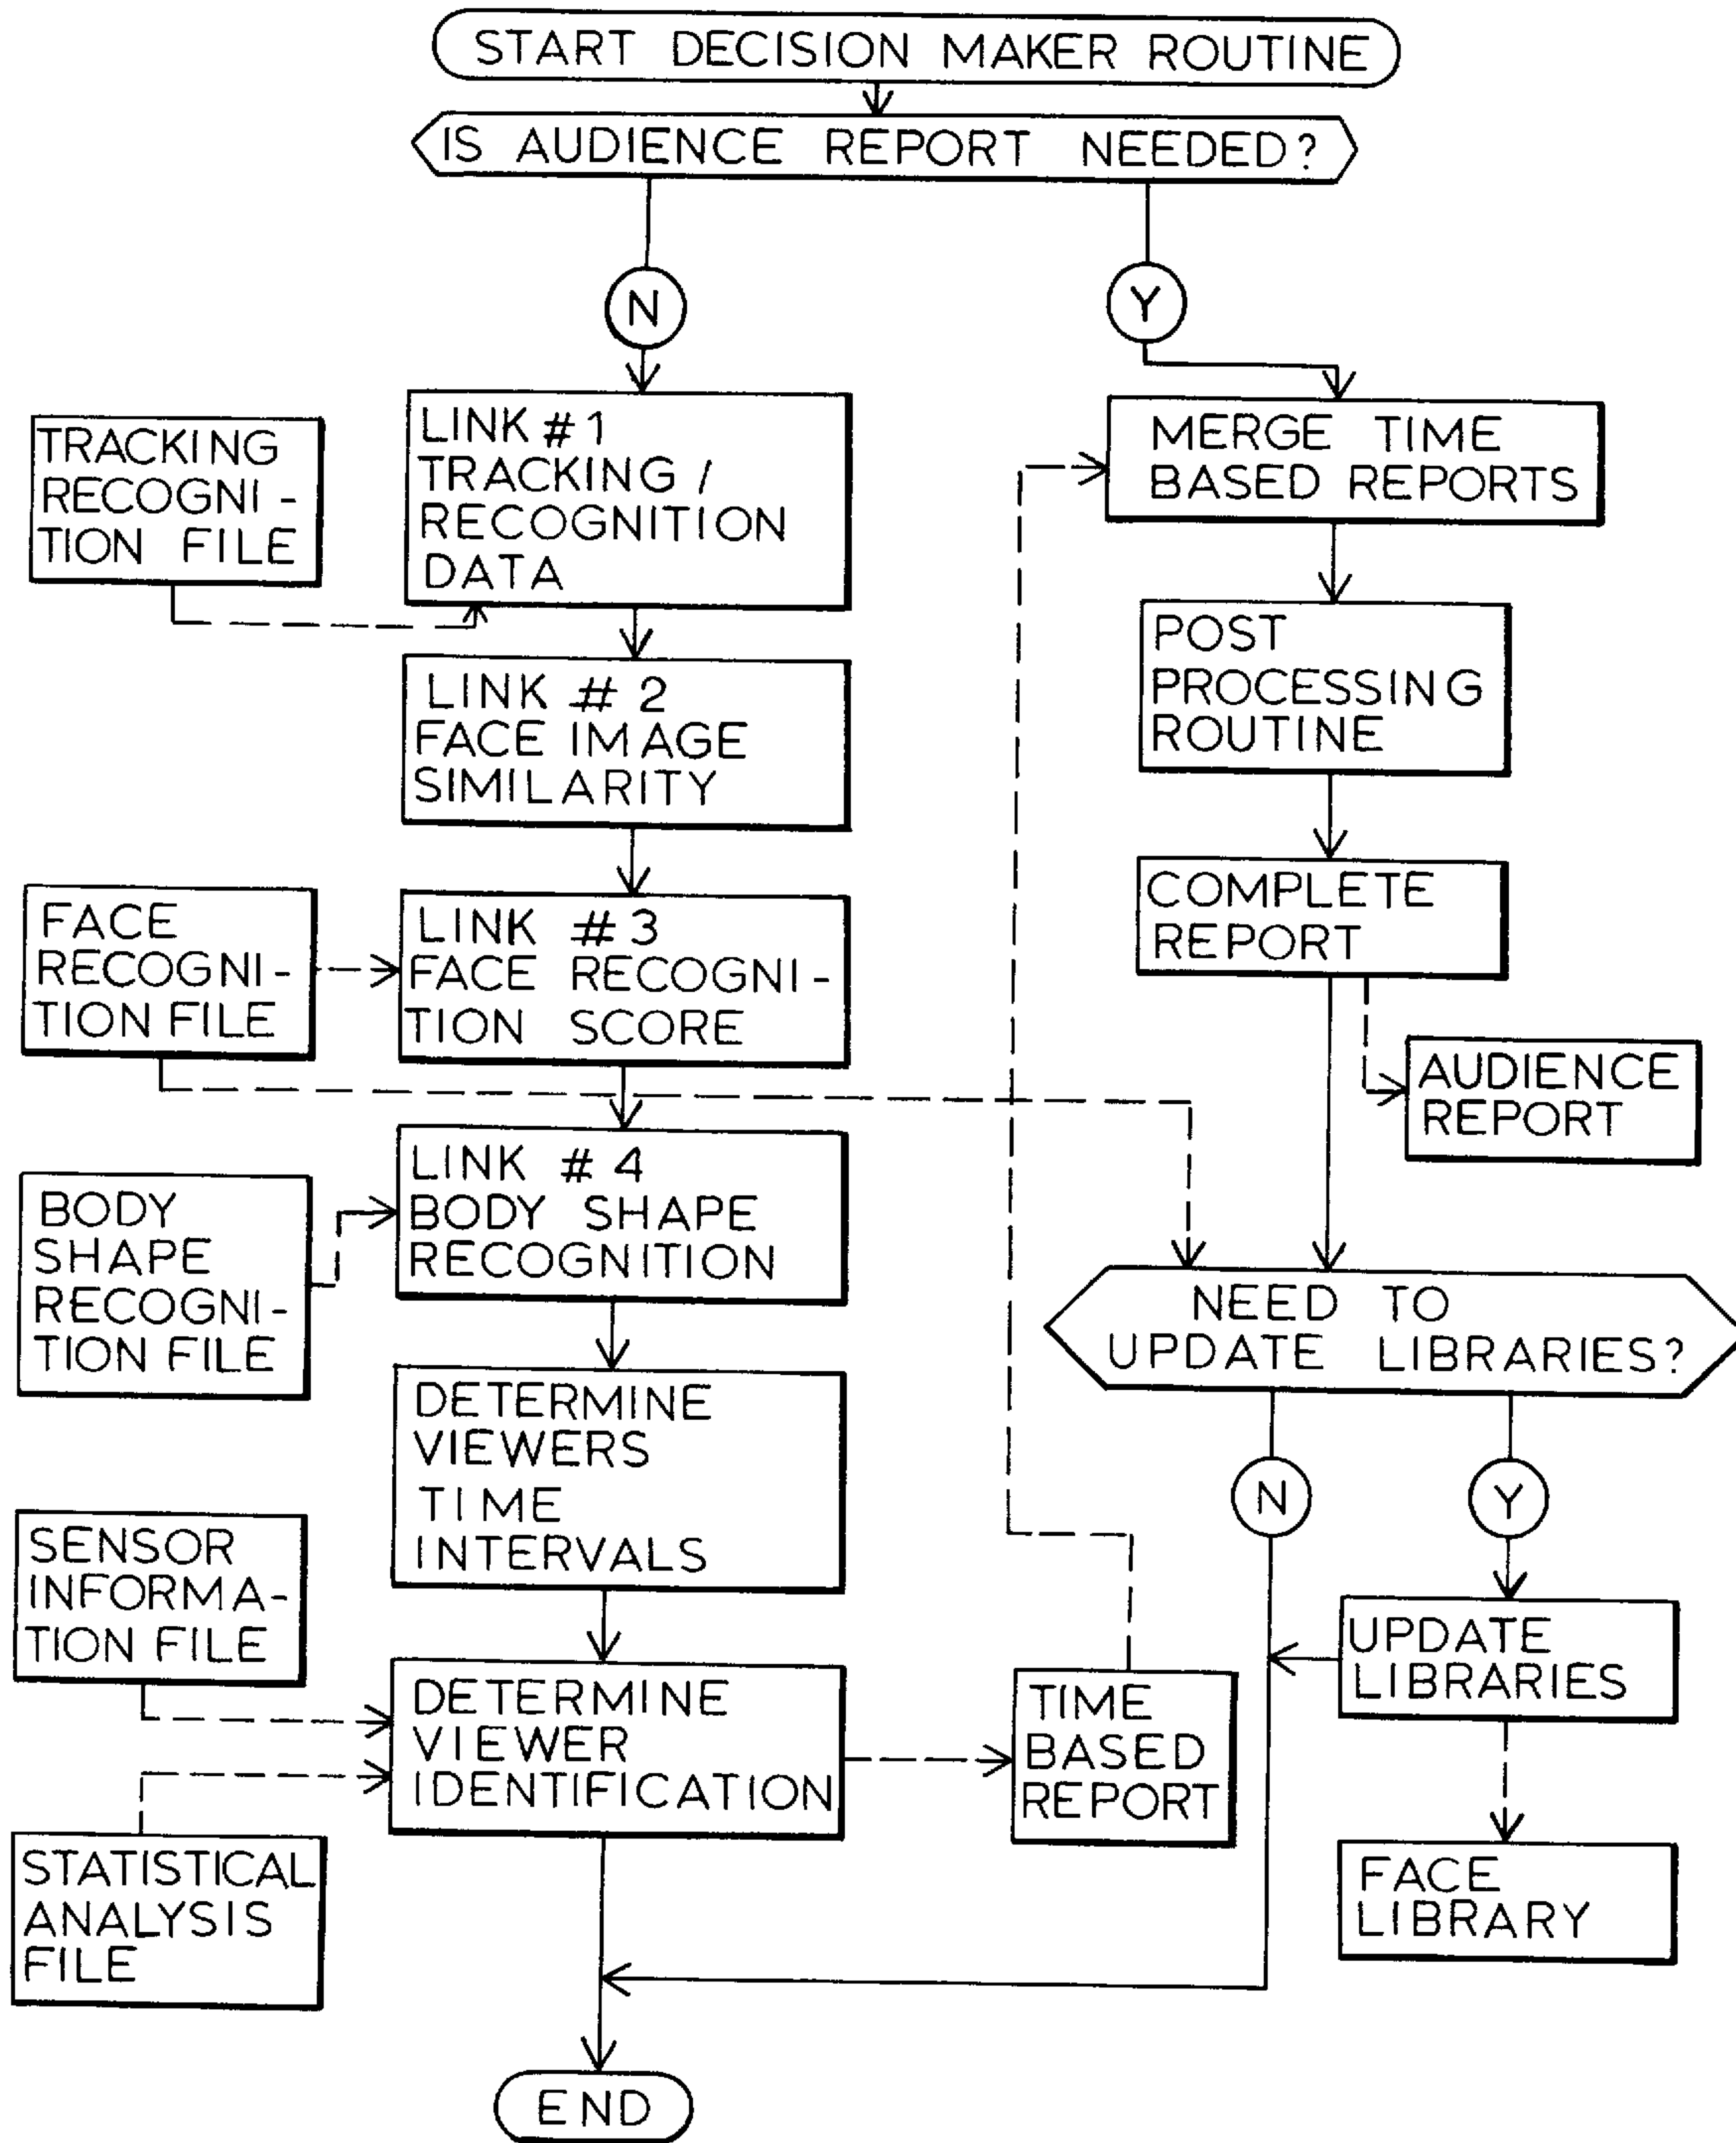 START DECISION MAKER ROUTINE
IS AUDIENCE REPORT NEEDED?
N
Y
TRACKING
RECOGNI-
TION FILE
LINK #1
TRACKING /
RECOGNITION
DATA
LINK #2
FACE IMAGE
SIMILARITY
FACE
RECOGNI-
TION FILE
LINK #3
FACE RECOGNI-
TION SCORE
BODY
SHAPE
RECOGNI-
TION FILE
LINK #4
BODY SHAPE
RECOGNITION
DETERMINE
VIEWERS
TIME
INTERVALS
SENSOR
INFORMA-
TION FILE
DETERMINE
VIEWER
IDENTIFICATION
STATISTICAL
ANALYSIS
FILE
TIME
BASED
REPORT
MERGE TIME
BASED REPORTS
POST
PROCESSING
ROUTINE
COMPLETE
REPORT
AUDIENCE
REPORT
NEED TO
UPDATE LIBRARIES?
N
Y
UPDATE
LIBRARIES
FACE
LIBRARY
END